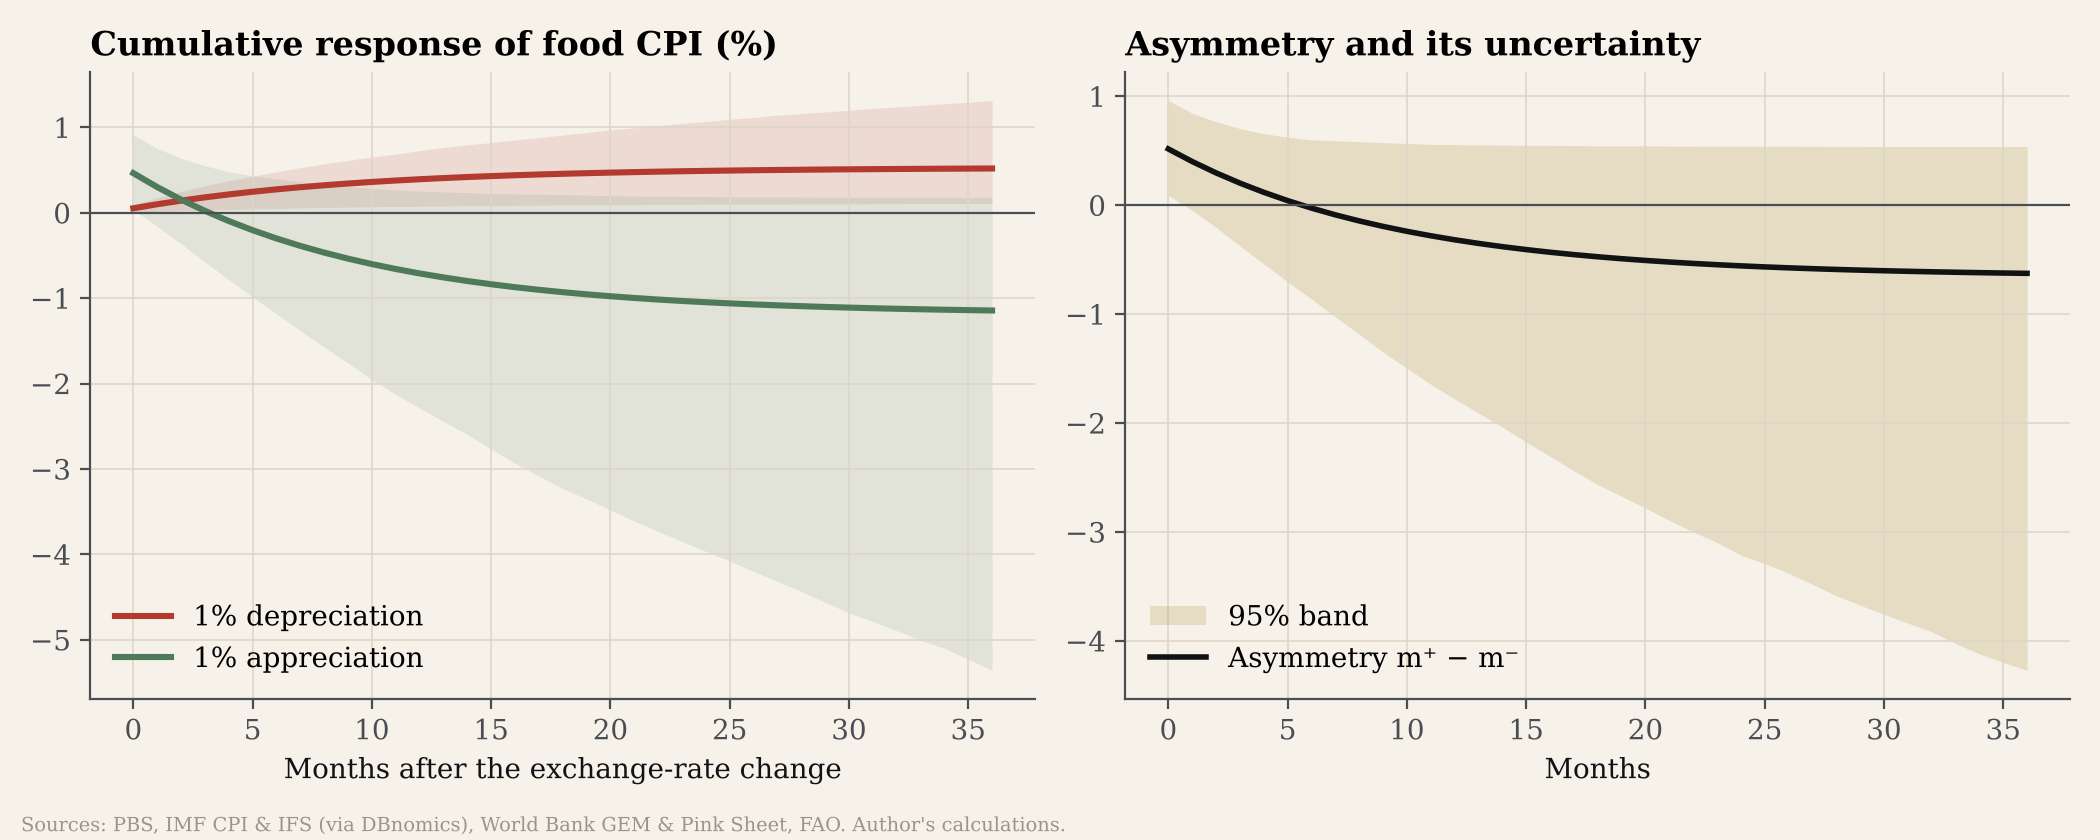 Cumulative response of food CPI (%)
1
0
−1
−2
−3
−4
−5
1% depreciation
1% appreciation
0 5 10 15 20 25 30 35
Months after the exchange-rate change
Asymmetry and its uncertainty
1
0
−1
−2
−3
−4
95% band
Asymmetry m⁺ − m⁻
0 5 10 15 20 25 30 35
Months
Sources: PBS, IMF CPI & IFS (via DBnomics), World Bank GEM & Pink Sheet, FAO. Author's calculations.